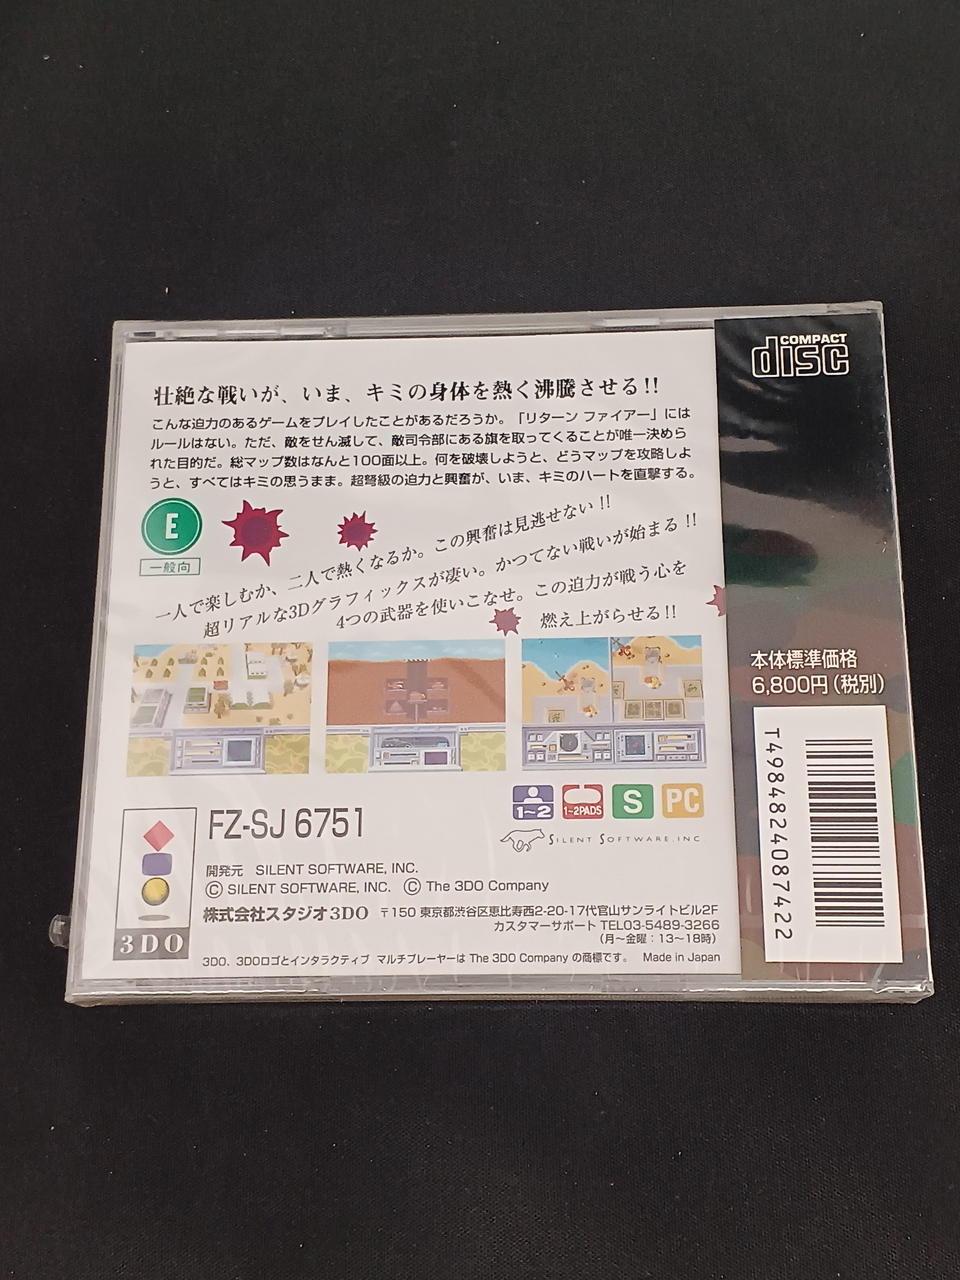 COMPACT
disc
壮絶な戦いが、いま、キミの身体を熱く沸騰させる!!
こんな迫力のあるゲームをプレイしたことがあるだろうか。「リターン ファイアー」には
ルールはない。ただ、敵をせん滅して、敵司令部にある旗を取ってくることが唯一決めら
れた目的だ。総マップ数はなんと100面以上。何を破壊しようと、どうマップを攻略しよ
うと、すべてはキミの思うまま。超弩級の迫力と興奮が、いま、キミのハートを直撃する。
E
一般向
一人で楽しむか、二人で熱くなるか。この興奮は見逃せない!!
超リアルな3Dグラフィックスが凄い。かつてない戦いが始まる!!
4つの武器を使いこなせ。この迫力が戦う心を
燃え上がらせる!!
本体標準価格
6,800円(税別)
T4984824087422
1~2
1~2PADS
S
PC
SILENT SOFTWARE, INC
FZ-SJ 6751
3DO
開発元 SILENT SOFTWARE, INC.
Ⓒ SILENT SOFTWARE, INC. Ⓒ The 3DO Company
株式会社スタジオ3DO 〒150 東京都渋谷区恵比寿西2-20-17代官山サンライトビル2F
カスタマーサポート TEL03-5489-3266
(月~金曜:13~18時)
3DO、3DOロゴとインタラクティブ マルチプレーヤーは The 3DO Company の商標です。 Made in Japan